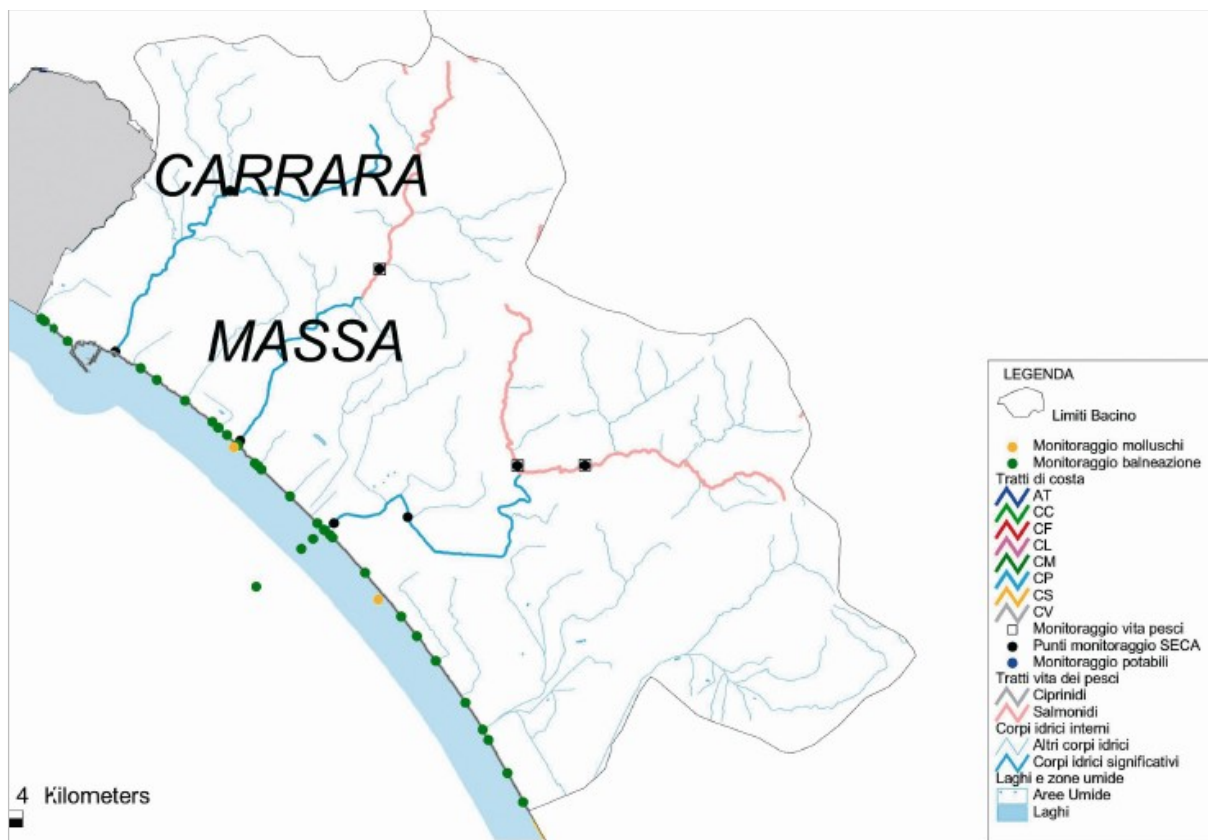 CARRARA
MASSA
4 Kilometers
LEGENDA
Limiti Bacino
Monitoraggio molluschi
Monitoraggio balneazione
Tratti di costa
AT
CC
CF
CL
CM
CP
CS
CV
Monitoraggio vita pesci
Punti monitoraggio SECA
Monitoraggio potabili
Tratti vita dei pesci
Ciprinidi
Salmonidi
Corpi idrici interni
Altri corpi idrici
Corpi idrici significativi
Laghi e zone umide
Aree Umide
Laghi